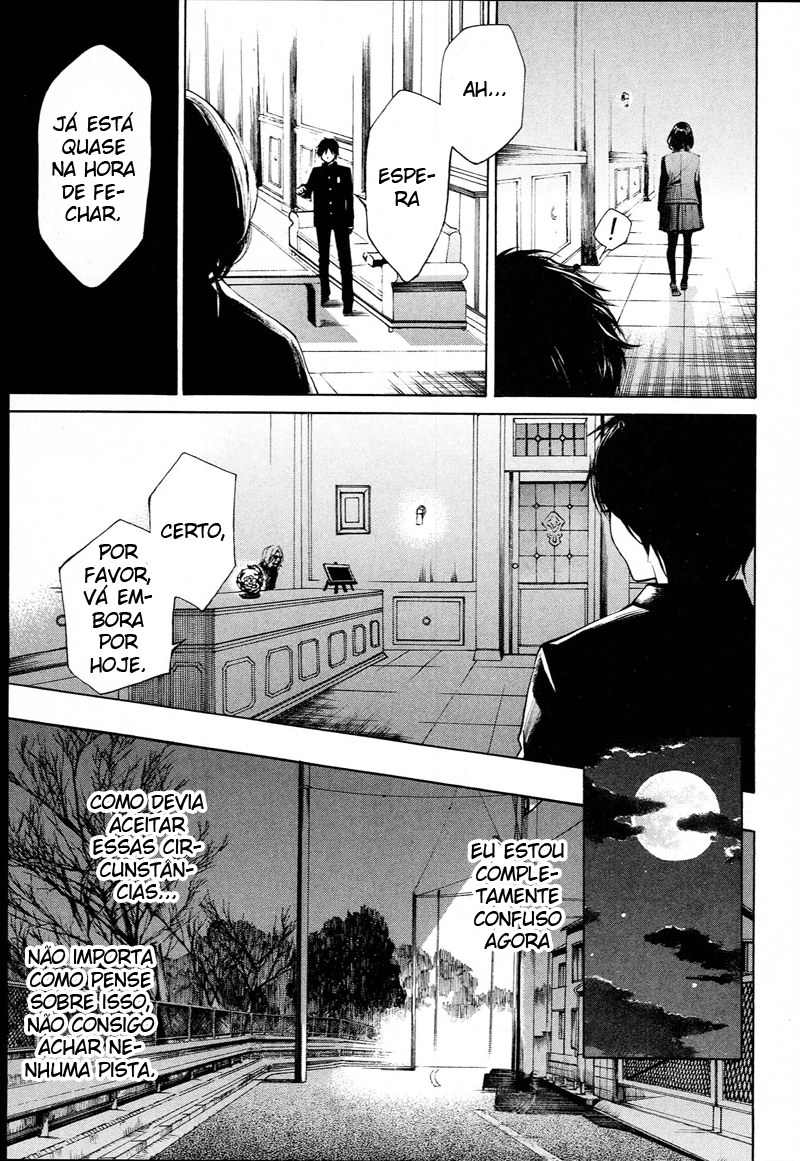 !
AH...
ESPE-
RA
JÁ ESTÁ
QUASE
NA HORA
DE FE-
CHAR.
CERTO,
POR
FAVOR,
VÁ EM-
BORA
POR
HOJE.
EU ESTOU
COMPLE-
TAMENTE
CONFUSO
AGORA
COMO DEVIA
ACEITAR
ESSAS CIR-
CUNSTÂN-
CIAS...
NÃO IMPORTA
COMO PENSE
SOBRE ISSO,
NÃO CONSIGO
ACHAR NE-
NHUMA PISTA.